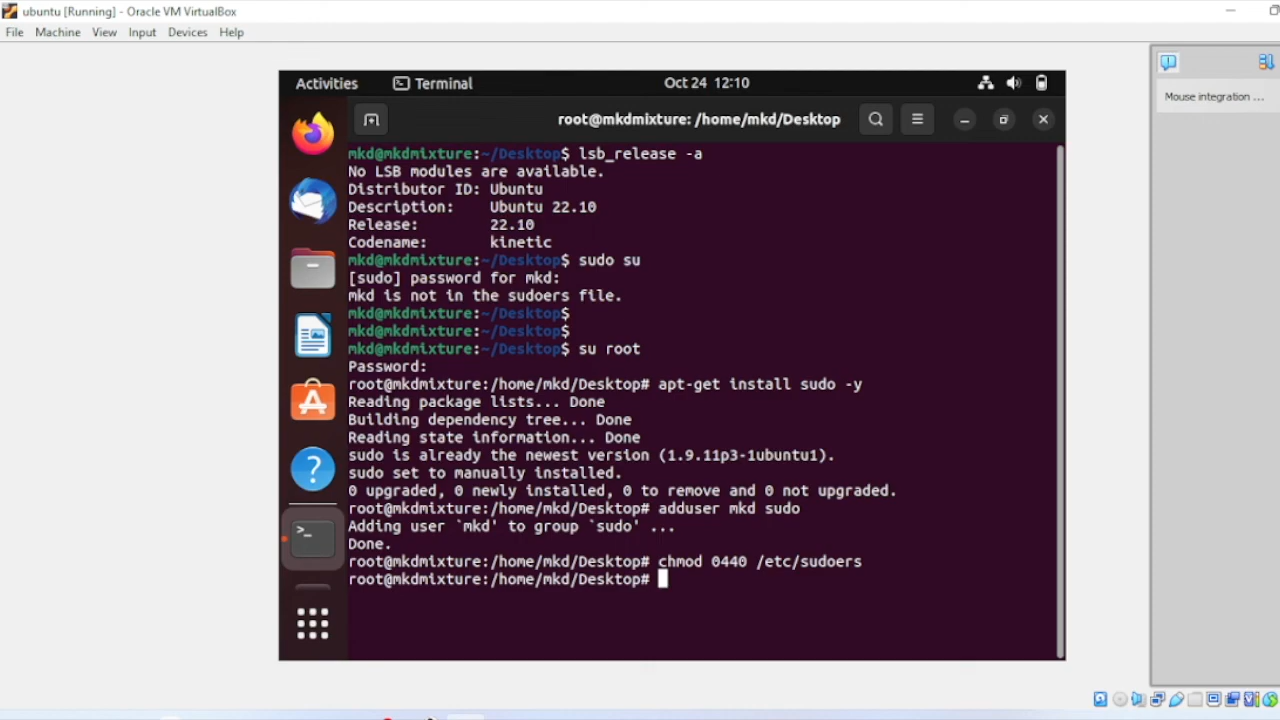 ubuntu [Running] - Oracle VM VirtualBox
File Machine View Input Devices Help
Activities Terminal Oct 24 12:10
root@mkdmixture: /home/mkd/Desktop
Mouse integration ...
mkd@mkdmixture:~/Desktop$ lsb_release -a
No LSB modules are available.
Distributor ID: Ubuntu
Description: Ubuntu 22.10
Release: 22.10
Codename: kinetic
mkd@mkdmixture:~/Desktop$ sudo su
[sudo] password for mkd:
mkd is not in the sudoers file.
mkd@mkdmixture:~/Desktop$
mkd@mkdmixture:~/Desktop$
mkd@mkdmixture:~/Desktop$ su root
Password:
root@mkdmixture:/home/mkd/Desktop# apt-get install sudo -y
Reading package lists... Done
Building dependency tree... Done
Reading state information... Done
sudo is already the newest version (1.9.11p3-1ubuntu1).
sudo set to manually installed.
0 upgraded, 0 newly installed, 0 to remove and 0 not upgraded.
root@mkdmixture:/home/mkd/Desktop# adduser mkd sudo
Adding user `mkd' to group `sudo' ...
Done.
root@mkdmixture:/home/mkd/Desktop# chmod 0440 /etc/sudoers
root@mkdmixture:/home/mkd/Desktop#